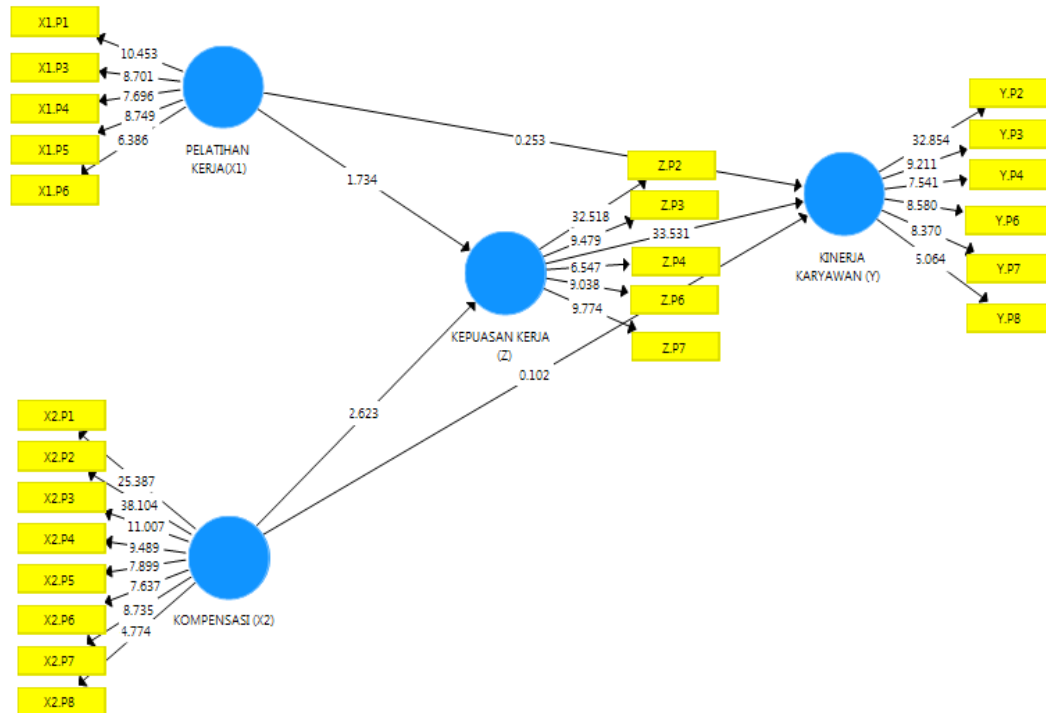 X1.P1
X1.P3
X1.P4
X1.P5
X1.P6
10.453
8.701
7.696
8.749
6.386
PELATIHAN
KERJA(X1)
0.253
1.734
Z.P2
Z.P3
Z.P4
Z.P6
Z.P7
32.518
9.479
33.531
6.547
9.038
9.774
KEPUASAN KERJA
(Z)
Y.P2
Y.P3
Y.P4
Y.P6
Y.P7
Y.P8
32.854
9.211
7.541
8.580
8.370
5.064
KINERJA
KARYAWAN (Y)
2.623
0.102
X2.P1
X2.P2
X2.P3
X2.P4
X2.P5
X2.P6
X2.P7
X2.P8
25.387
38.104
11.007
9.489
7.899
7.637
8.735
4.774
KOMPENSASI (X2)